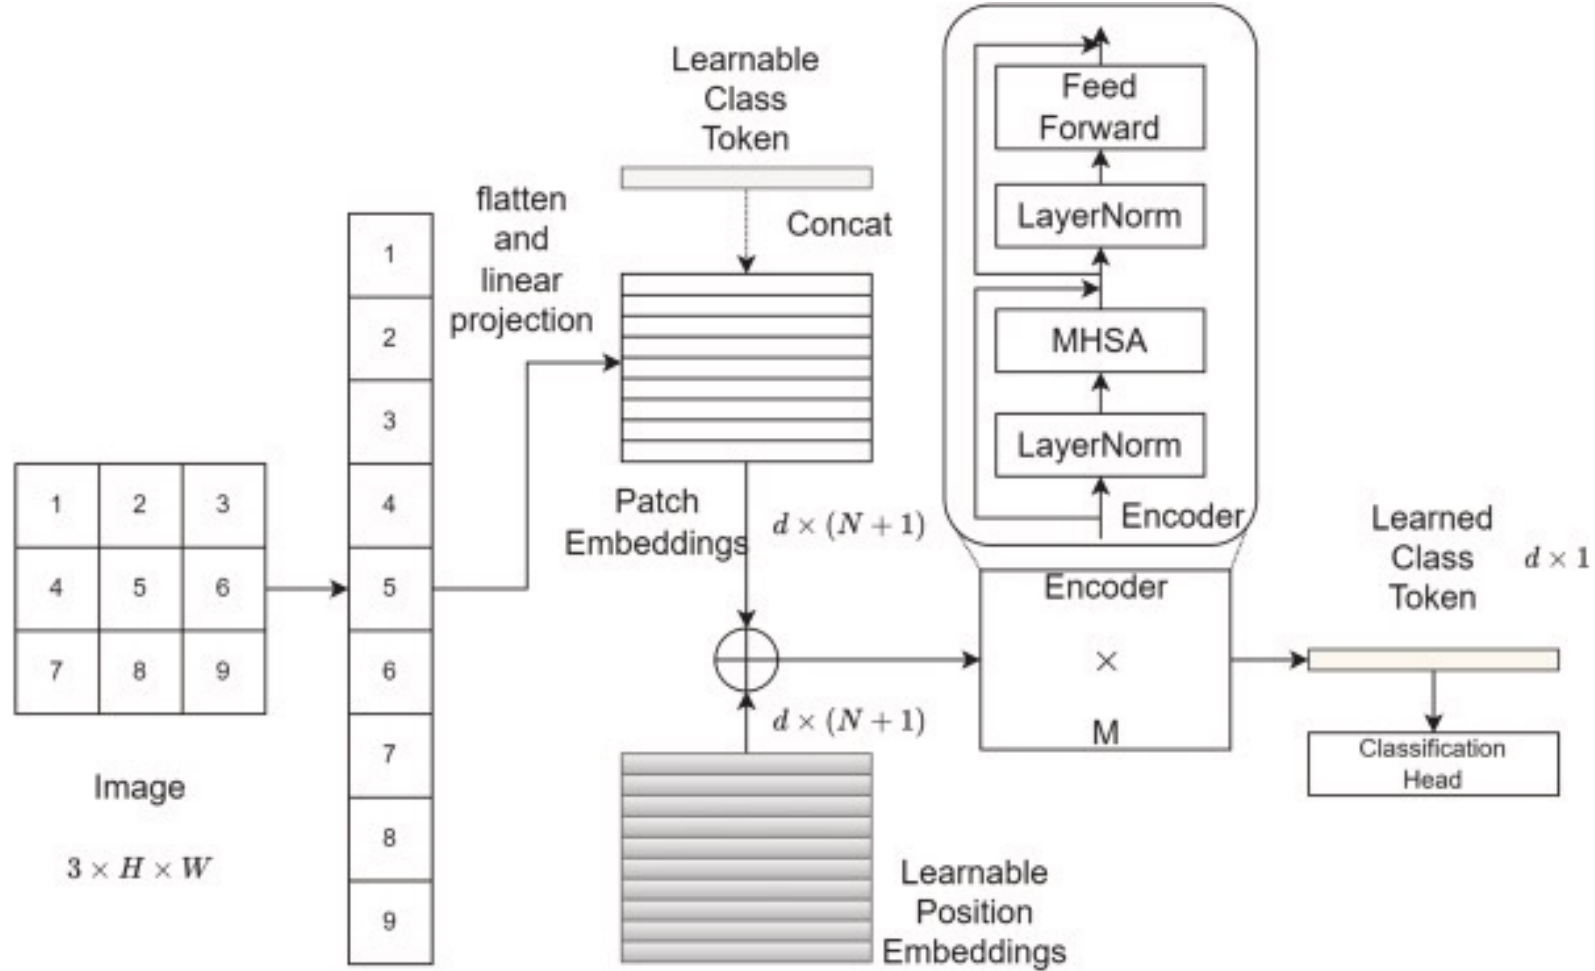 Learnable
Class
Token
Concat
flatten
and
linear
projection
1
2
3
4
5
6
7
8
9
1 2 3
4 5 6
7 8 9
Image
3 × H × W
Patch
Embeddings
d × (N + 1)
d × (N + 1)
Learnable
Position
Embeddings
Feed
Forward
LayerNorm
MHSA
LayerNorm
Encoder
Encoder
×
M
Learned
Class
Token
d × 1
Classification
Head